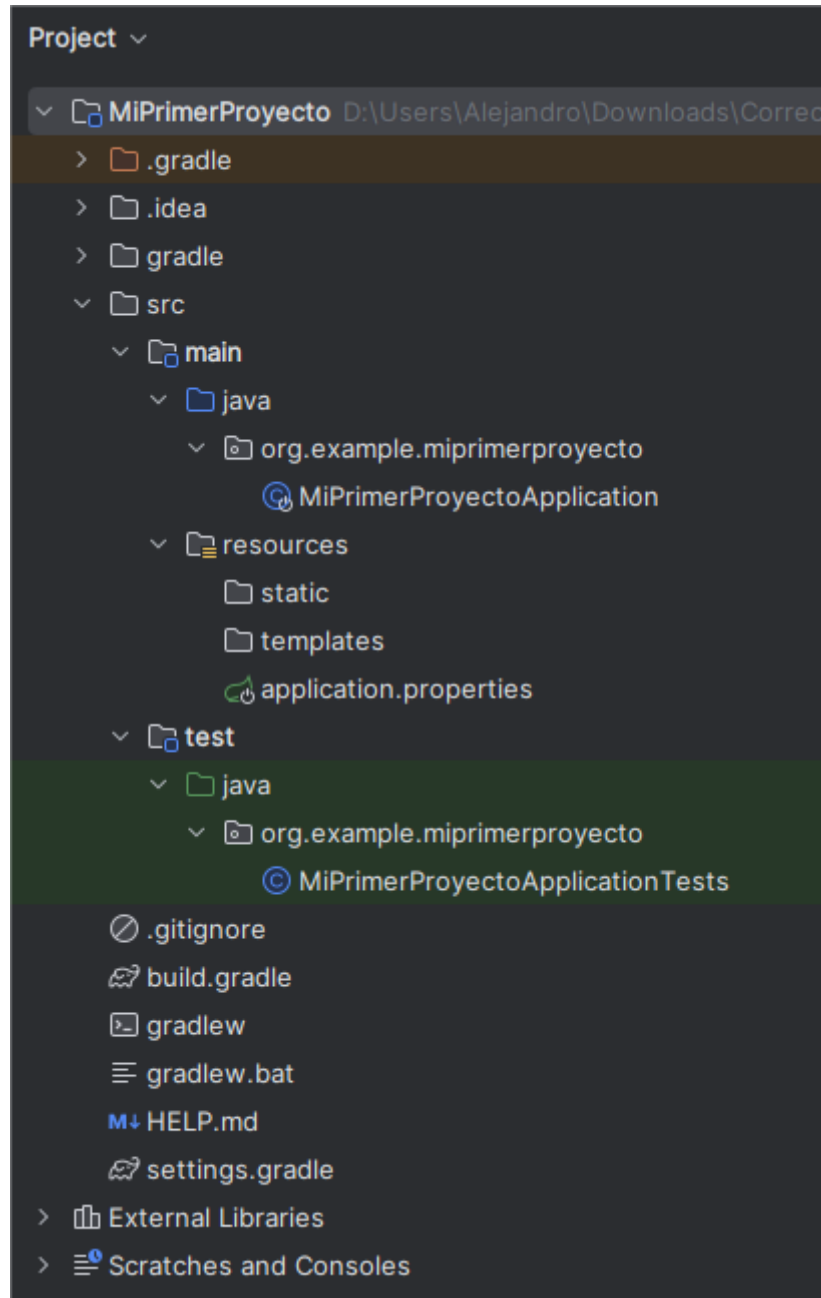 Project
MiPrimerProyecto D:\Users\Alejandro\Downloads\Correc
.gradle
.idea
gradle
src
main
java
org.example.miprimerproyecto
MiPrimerProyectoApplication
resources
static
templates
application.properties
test
java
org.example.miprimerproyecto
MiPrimerProyectoApplicationTests
.gitignore
build.gradle
gradlew
gradlew.bat
M↓ HELP.md
settings.gradle
External Libraries
Scratches and Consoles